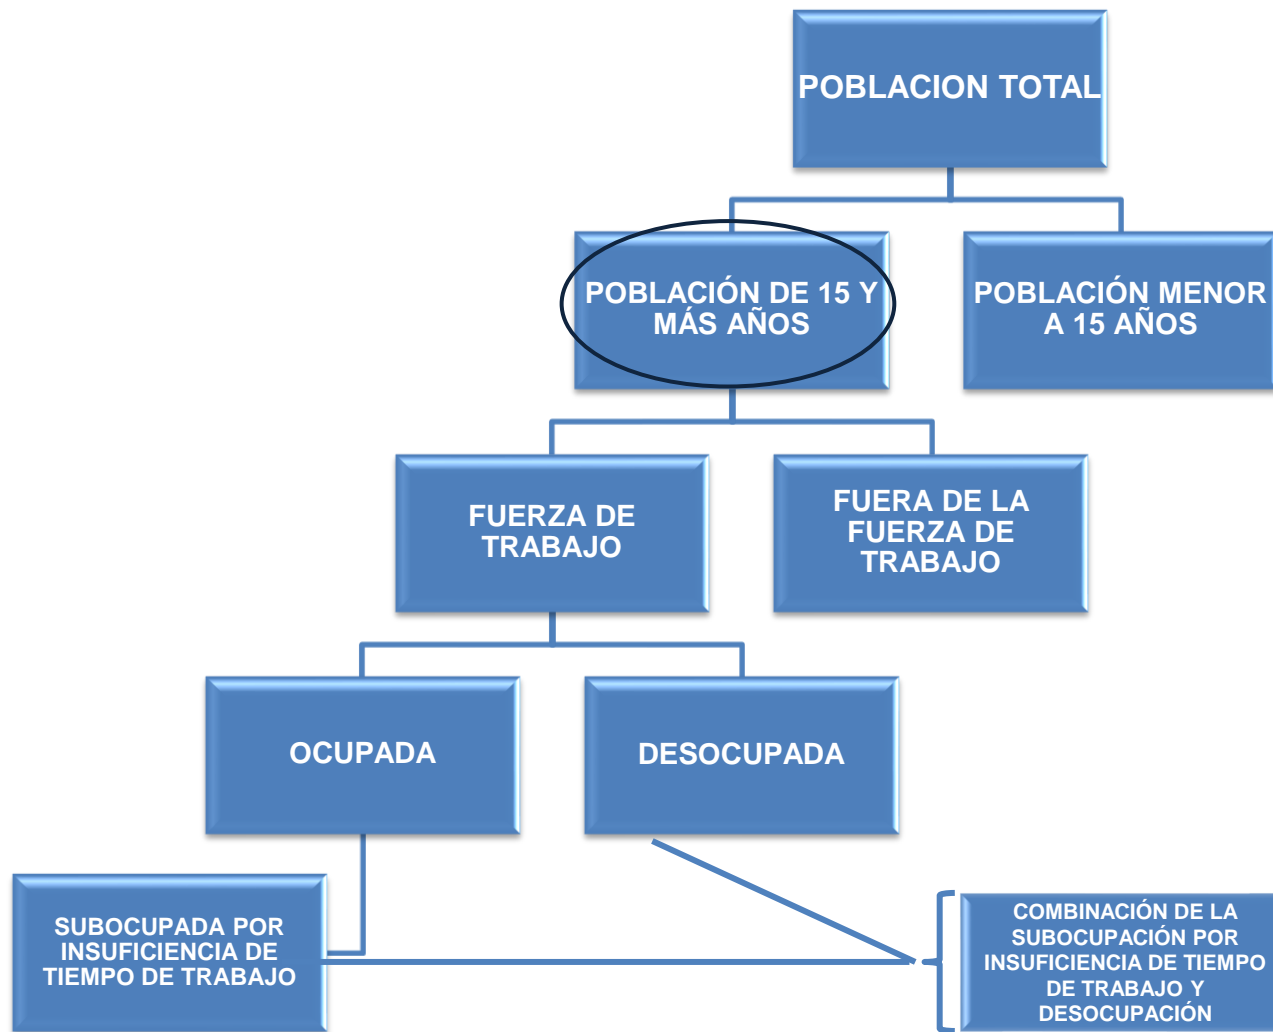 POBLACION TOTAL
POBLACIÓN DE 15 Y
MÁS AÑOS
POBLACIÓN MENOR
A 15 AÑOS
FUERZA DE
TRABAJO
FUERA DE LA
FUERZA DE
TRABAJO
OCUPADA
DESOCUPADA
SUBOCUPADA POR
INSUFICIENCIA DE
TIEMPO DE TRABAJO
COMBINACIÓN DE LA
SUBOCUPACIÓN POR
INSUFICIENCIA DE TIEMPO
DE TRABAJO Y
DESOCUPACIÓN